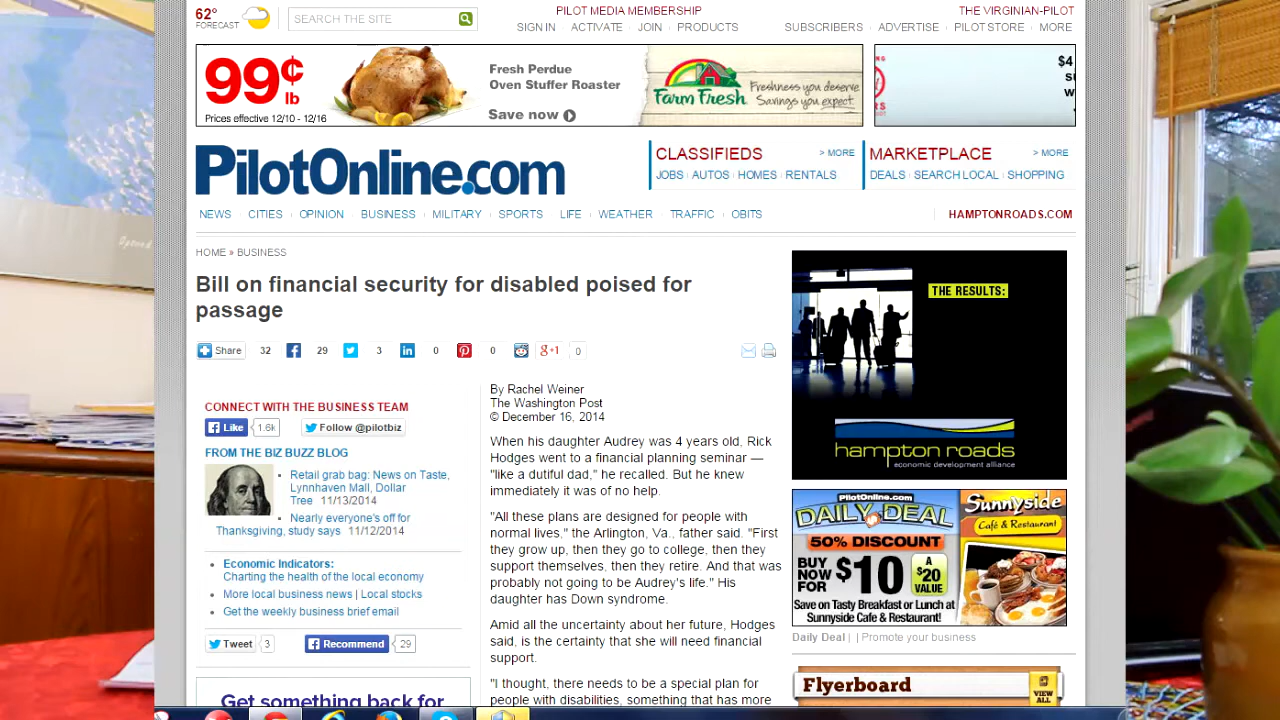 62°
FORECAST
SEARCH THE SITE
PILOT MEDIA MEMBERSHIP
SIGN IN ACTIVATE JOIN PRODUCTS
THE VIRGINIAN-PILOT
SUBSCRIBERS ADVERTISE PILOT STORE MORE
99¢
lb
Prices effective 12/10 - 12/16
Fresh Perdue
Oven Stuffer Roaster
Save now
Farm Fresh
Freshness you deserve
Savings you expect.
$4
PilotOnline.com
CLASSIFIEDS > MORE
JOBS AUTOS HOMES RENTALS
MARKETPLACE > MORE
DEALS SEARCH LOCAL SHOPPING
NEWS CITIES OPINION BUSINESS MILITARY SPORTS LIFE WEATHER TRAFFIC OBITS
HAMPTONROADS.COM
HOME » BUSINESS
Bill on financial security for disabled poised for
passage
Share 32 29 3 0 0 g+1 0
CONNECT WITH THE BUSINESS TEAM
Like 1.6k Follow @pilotbiz
FROM THE BIZ BUZZ BLOG
Retail grab bag: News on Taste,
Lynnhaven Mall, Dollar
Tree 11/13/2014
Nearly everyone's off for
Thanksgiving, study says 11/12/2014
Economic Indicators:
Charting the health of the local economy
More local business news | Local stocks
Get the weekly business brief email
Tweet 3 Recommend 29
Get something back for
By Rachel Weiner
The Washington Post
© December 16, 2014
When his daughter Audrey was 4 years old, Rick
Hodges went to a financial planning seminar —
"like a dutiful dad," he recalled. But he knew
immediately it was of no help.
"All these plans are designed for people with
normal lives," the Arlington, Va., father said. "First
they grow up, then they go to college, then they
support themselves, then they retire. And that was
probably not going to be Audrey's life." His
daughter has Down syndrome.
Amid all the uncertainty about her future, Hodges
said, is the certainty that she will need financial
support.
"I thought, there needs to be a special plan for
people with disabilities, something that has more
THE RESULTS:
hampton roads
economic development alliance
PilotOnline.com
DAILY DEAL
50% DISCOUNT
BUY
NOW
FOR
$10
A
$20
VALUE
Save on Tasty Breakfast or Lunch at
Sunnyside Cafe & Restaurant!
Sunnyside
Café & Restaurant
Daily Deal | | Promote your business
Flyerboard
VIEW
ALL